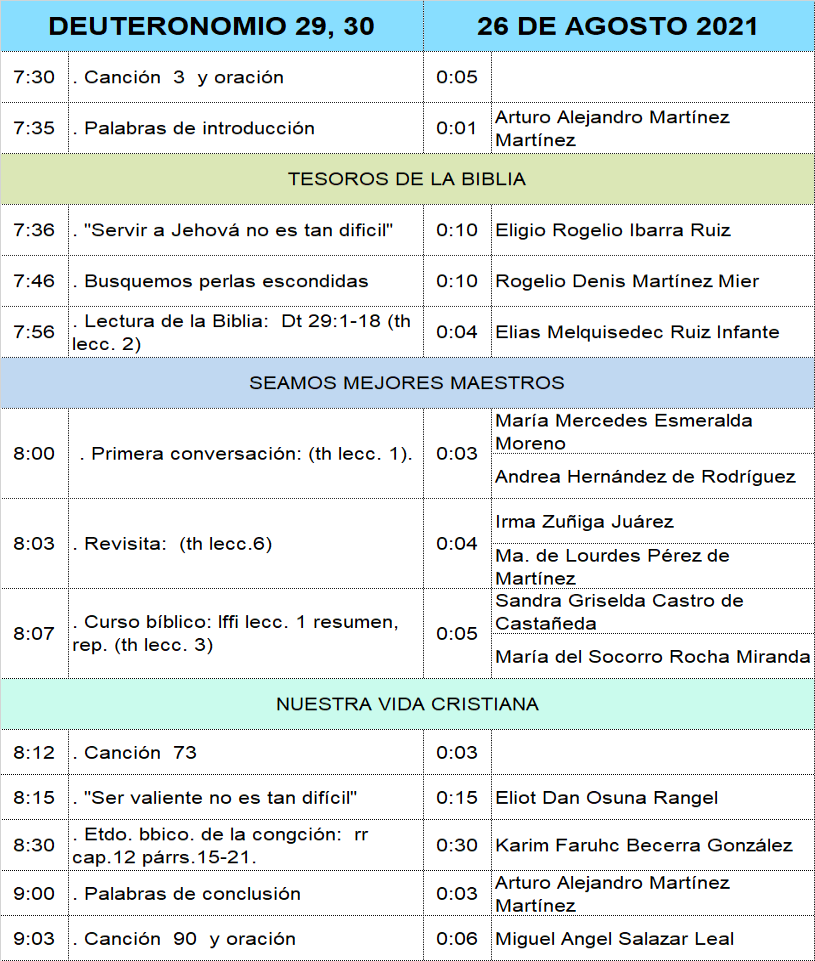 DEUTERONOMIO 29, 30 26 DE AGOSTO 2021
7:30 . Canción 3 y oración 0:05
7:35 . Palabras de introducción 0:01 Arturo Alejandro Martínez
Martínez
TESOROS DE LA BIBLIA
7:36 . "Servir a Jehová no es tan dificil" 0:10 Eligio Rogelio Ibarra Ruiz
7:46 . Busquemos perlas escondidas 0:10 Rogelio Denis Martínez Mier
7:56 . Lectura de la Biblia: Dt 29:1-18 (th
lecc. 2) 0:04 Elias Melquisedec Ruiz Infante
SEAMOS MEJORES MAESTROS
8:00 . Primera conversación: (th lecc. 1). 0:03 María Mercedes Esmeralda
Moreno
Andrea Hernández de Rodríguez
8:03 . Revisita: (th lecc.6) 0:04 Irma Zuñiga Juárez
Ma. de Lourdes Pérez de
Martínez
8:07 . Curso bíblico: lffi lecc. 1 resumen,
rep. (th lecc. 3) 0:05 Sandra Griselda Castro de
Castañeda
María del Socorro Rocha Miranda
NUESTRA VIDA CRISTIANA
8:12 . Canción 73 0:03
8:15 . "Ser valiente no es tan difícil" 0:15 Eliot Dan Osuna Rangel
8:30 . Etdo. bbico. de la congción: rr
cap.12 párrs.15-21. 0:30 Karim Faruhc Becerra González
9:00 . Palabras de conclusión 0:03 Arturo Alejandro Martínez
Martínez
9:03 . Canción 90 y oración 0:06 Miguel Angel Salazar Leal